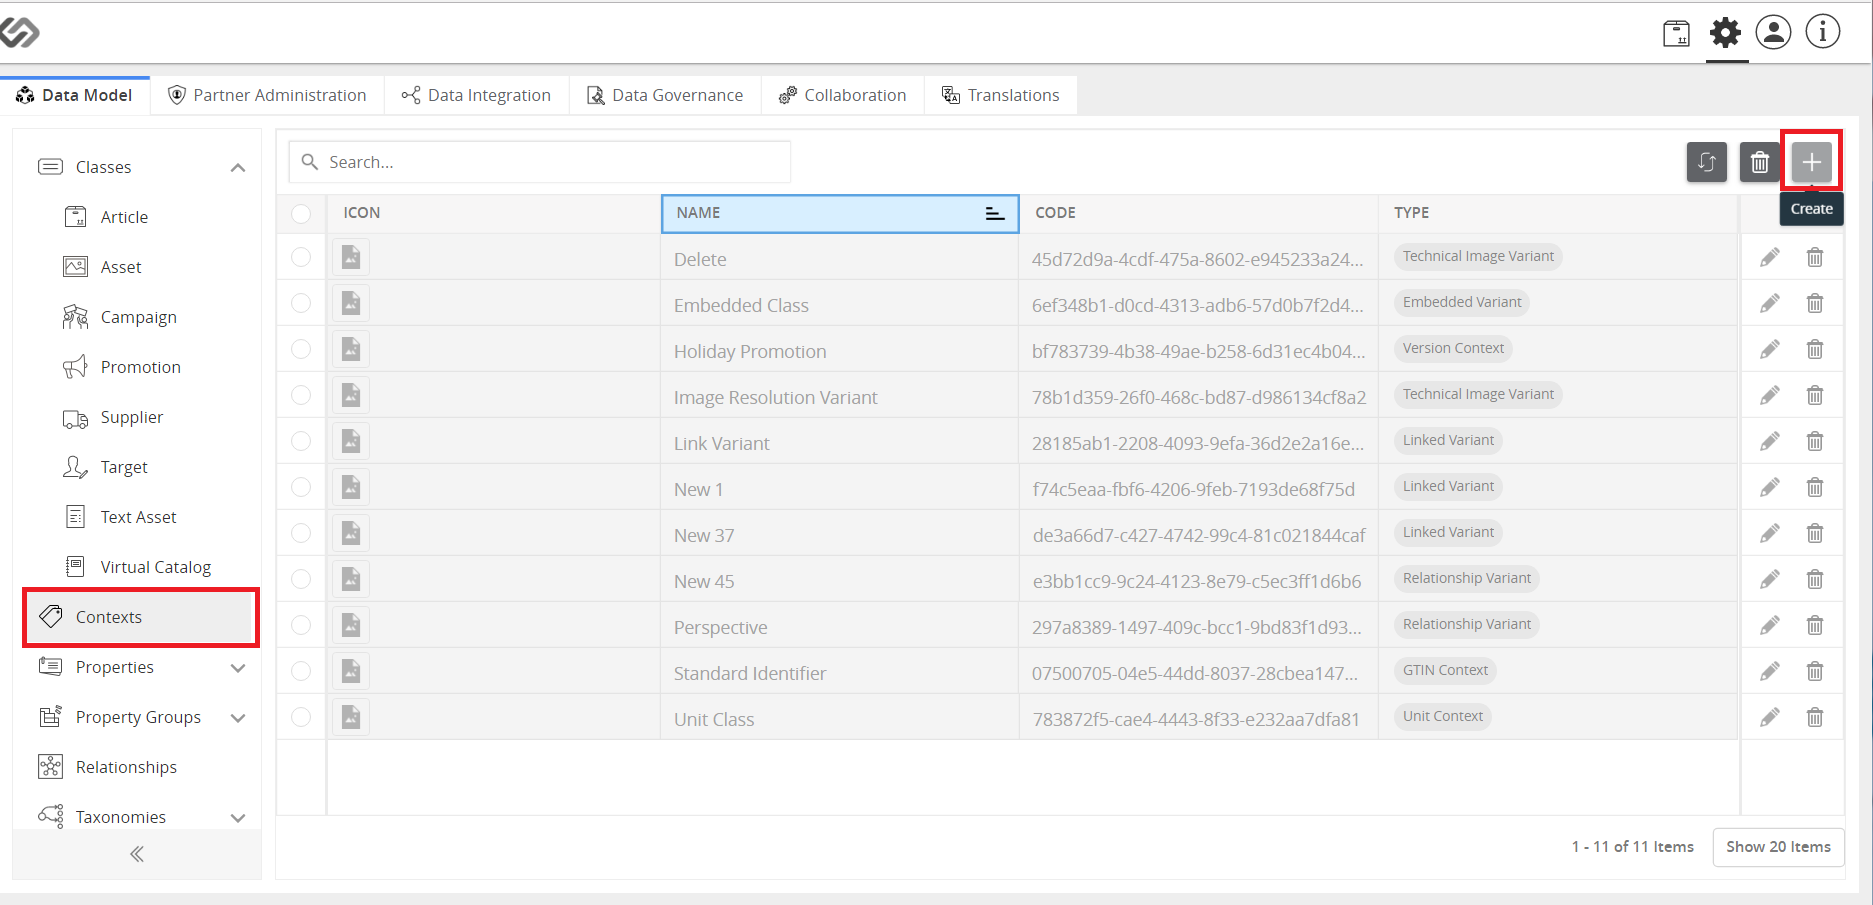 Data Model
Partner Administration
Data Integration
Data Governance
Collaboration
Translations
Classes
Article
Asset
Campaign
Promotion
Supplier
Target
Text Asset
Virtual Catalog
Contexts
Properties
Property Groups
Relationships
Taxonomies
Search...
Create
ICON NAME CODE TYPE
Delete 45d72d9a-4cdf-475a-8602-e945233a24... Technical Image Variant
Embedded Class 6ef348b1-d0cd-4313-adb6-57d0b7f2d4... Embedded Variant
Holiday Promotion bf783739-4b38-49ae-b258-6d31ec4b04... Version Context
Image Resolution Variant 78b1d359-26f0-468c-bd87-d986134cf8a2 Technical Image Variant
Link Variant 28185ab1-2208-4093-9efa-36d2e2a16e... Linked Variant
New 1 f74c5eaa-fbf6-4206-9feb-7193de68f75d Linked Variant
New 37 de3a66d7-c427-4742-99c4-81c021844caf Linked Variant
New 45 e3bb1cc9-9c24-4123-8e79-c5ec3ff1d6b6 Relationship Variant
Perspective 297a8389-1497-409c-bcc1-9bd83f1d93... Relationship Variant
Standard Identifier 07500705-04e5-44dd-8037-28cbea147... GTIN Context
Unit Class 783872f5-cae4-4443-8f33-e232aa7dfa81 Unit Context
1 - 11 of 11 Items
Show 20 Items